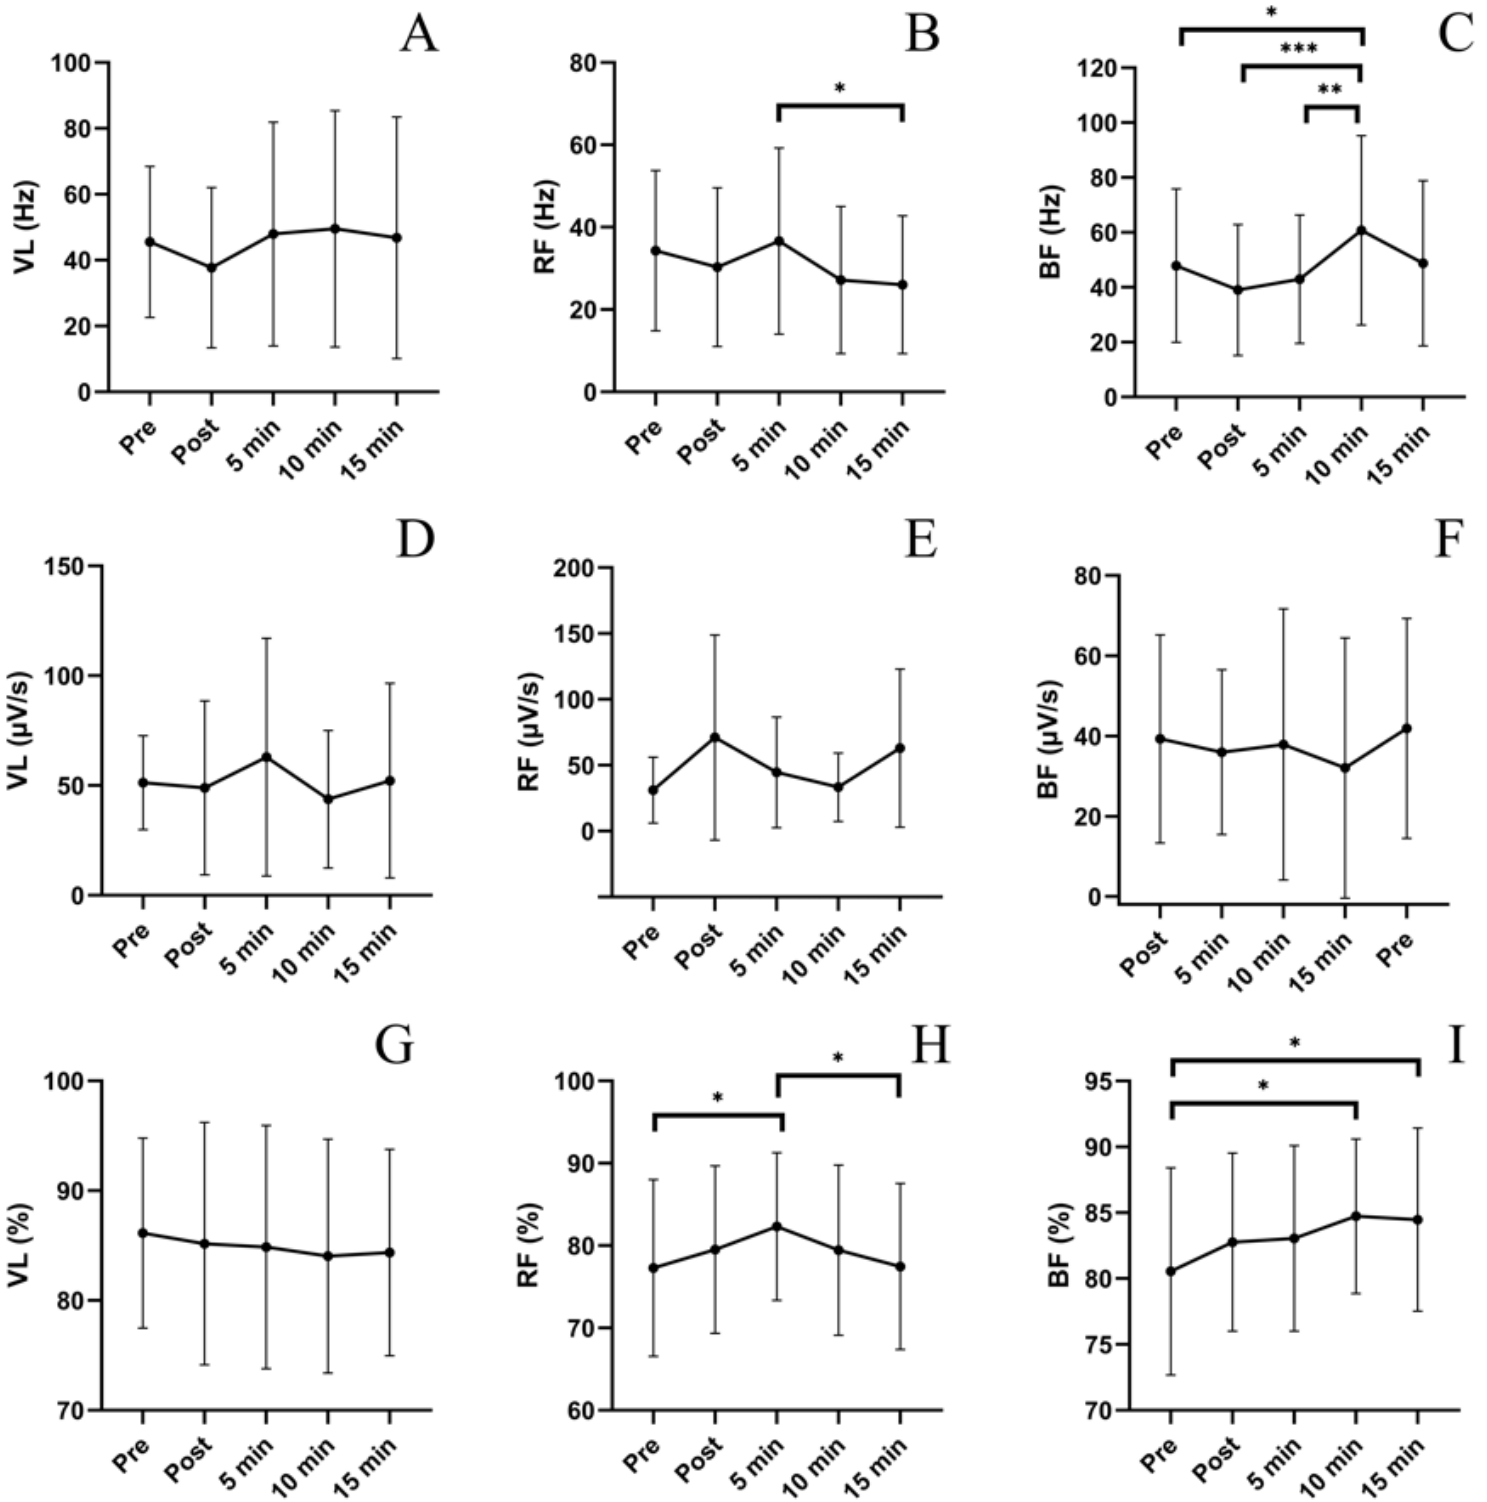 A
VL (Hz)
100
80
60
40
20
0
Pre
Post
5 min
10 min
15 min
B
RF (Hz)
80
60
40
20
0
*
Pre
Post
5 min
10 min
15 min
C
BF (Hz)
120
100
80
60
40
20
0
*
***
**
Pre
Post
5 min
10 min
15 min
D
VL (µV/s)
150
100
50
0
Pre
Post
5 min
10 min
15 min
E
RF (µV/s)
200
150
100
50
0
Pre
Post
5 min
10 min
15 min
F
BF (µV/s)
80
60
40
20
0
Post
5 min
10 min
15 min
Pre
G
VL (%)
100
90
80
70
Pre
Post
5 min
10 min
15 min
H
RF (%)
100
90
80
70
60
*
*
Pre
Post
5 min
10 min
15 min
I
BF (%)
95
90
85
80
75
70
*
*
Pre
Post
5 min
10 min
15 min